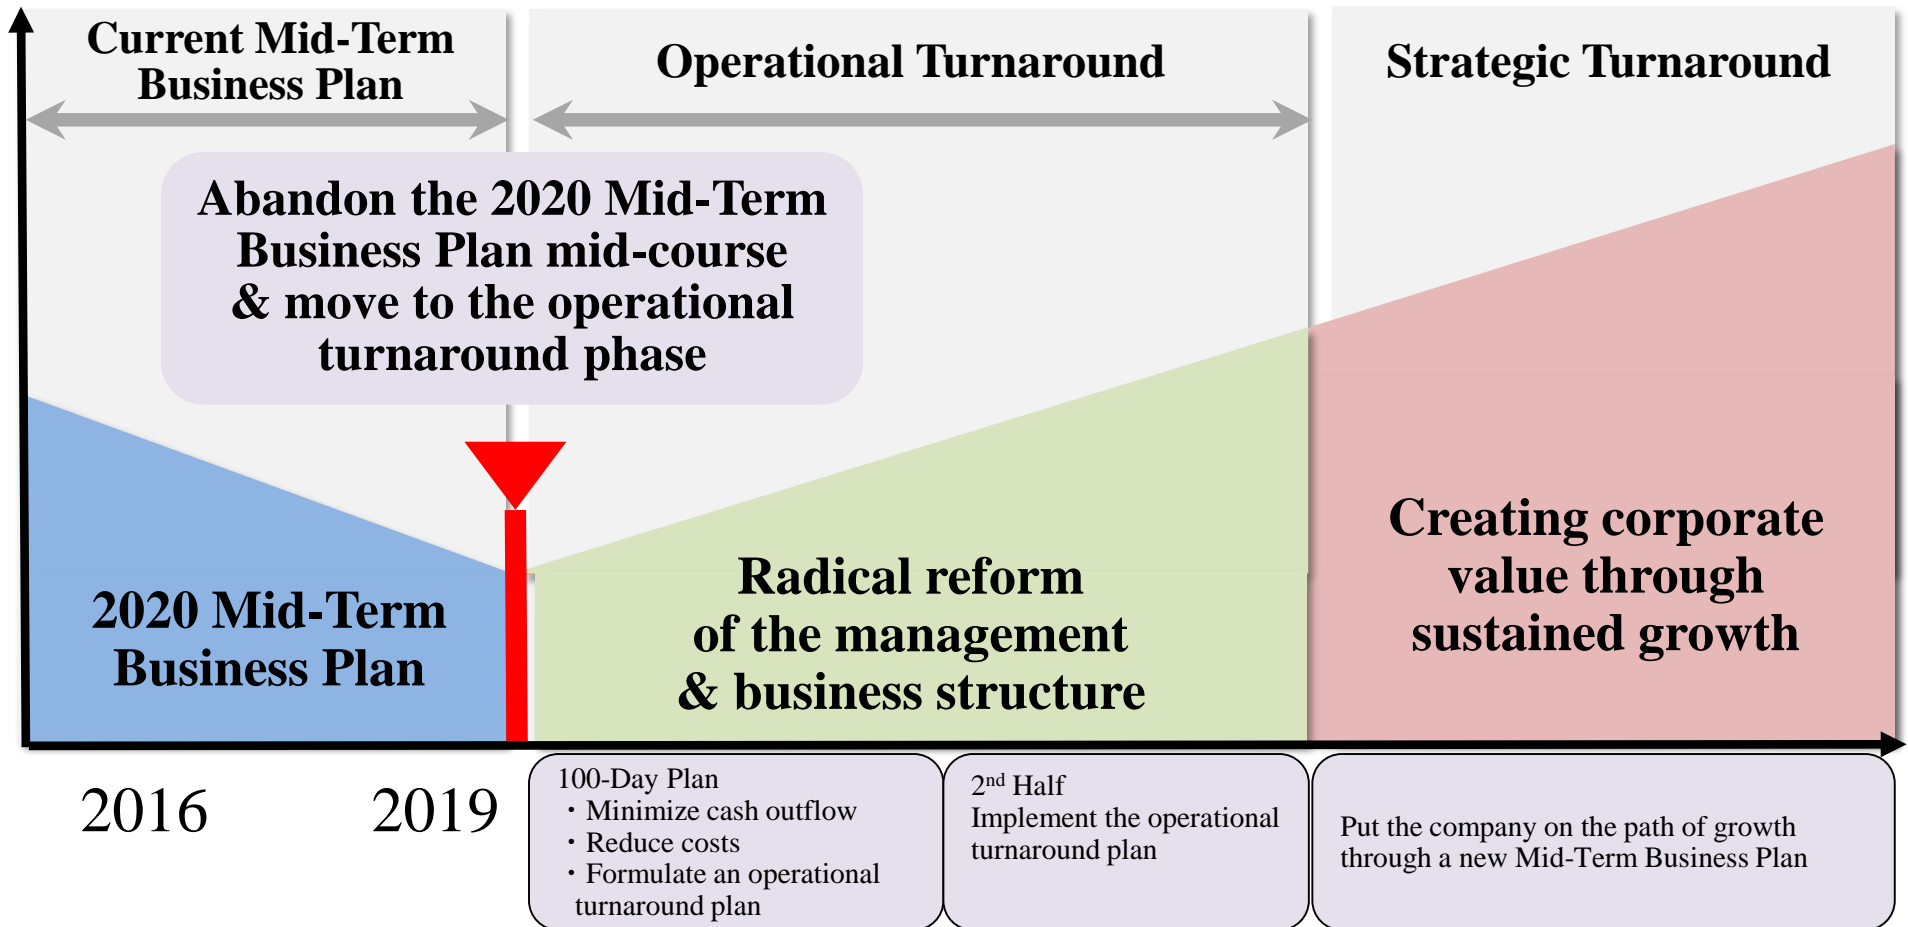 Current Mid-Term
Business Plan
Operational Turnaround
Strategic Turnaround
Abandon the 2020 Mid-Term
Business Plan mid-course
& move to the operational
turnaround phase
2020 Mid-Term
Business Plan
Radical reform
of the management
& business structure
Creating corporate
value through
sustained growth
2016
2019
100-Day Plan
・Minimize cash outflow
・Reduce costs
・Formulate an operational
turnaround plan
2nd Half
Implement the operational
turnaround plan
Put the company on the path of growth
through a new Mid-Term Business Plan